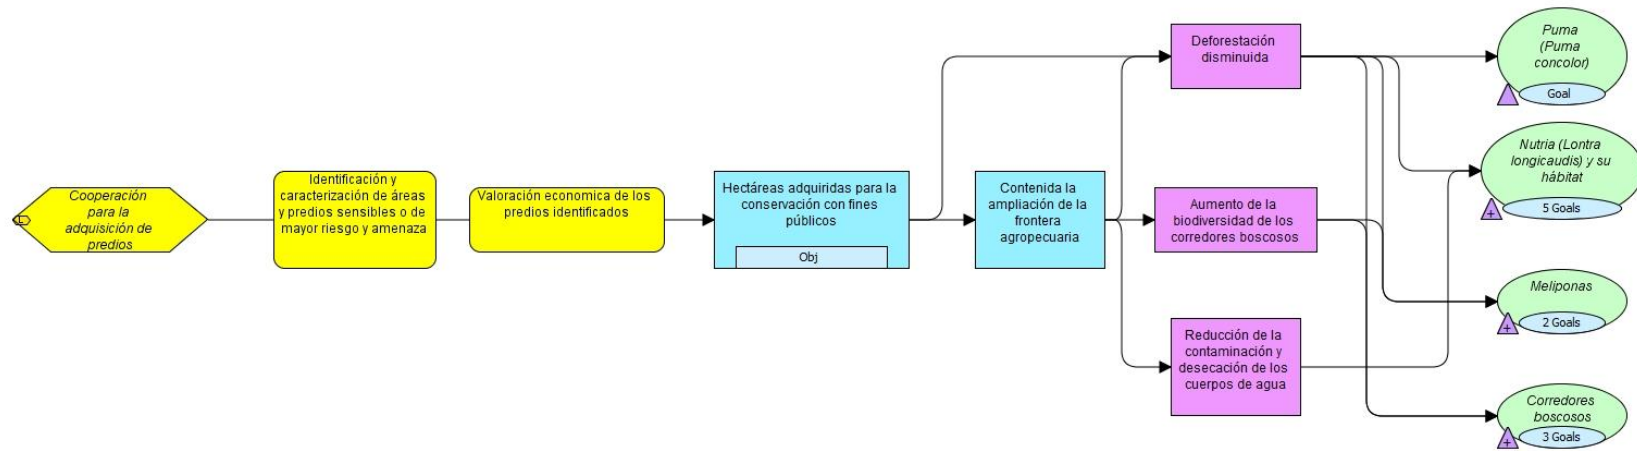 Cooperación
para la
adquisición de
predios
Identificación y
caracterización de áreas
y predios sensibles o de
mayor riesgo y amenaza
Valoración economica de los
predios identificados
Hectáreas adquiridas para la
conservación con fines
públicos
Obj
Contenida la
ampliación de la
frontera
agropecuaria
Deforestación
disminuida
Aumento de la
biodiversidad de los
corredores boscosos
Reducción de la
contaminación y
desecación de los
cuerpos de agua
Puma
(Puma
concolor)
Goal
Nutria (Lontra
longicaudis) y su
hábitat
5 Goals
Meliponas
2 Goals
Corredores
boscosos
3 Goals